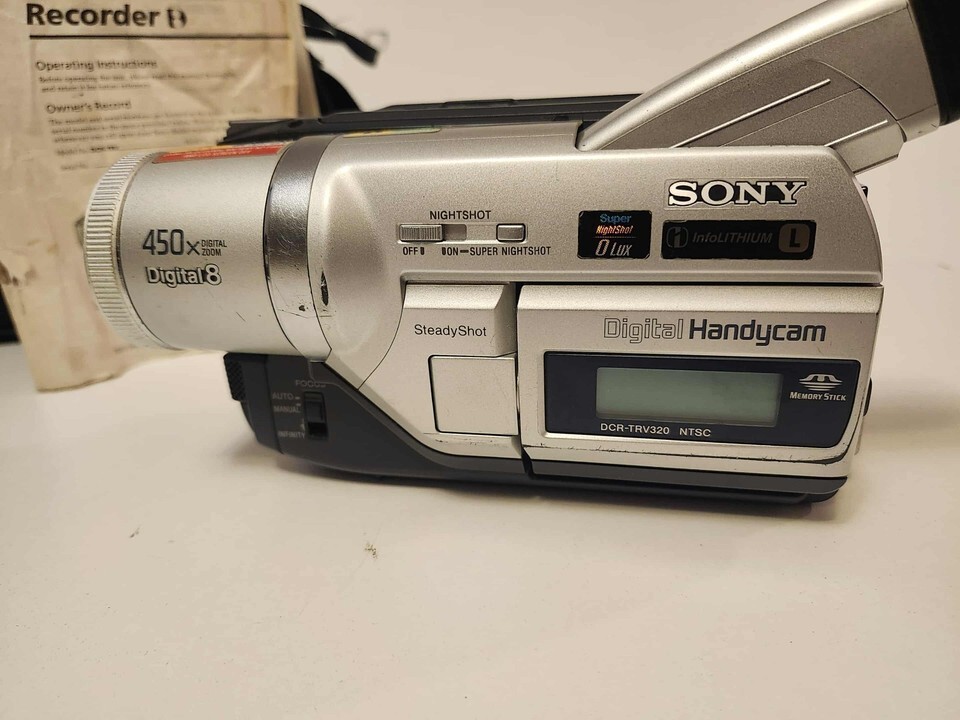 Recorder
Operating Instructions
Owner's Record
SONY
NIGHTSHOT
OFF
ON
SUPER NIGHTSHOT
Super
NightShot
0 Lux
InfoLITHIUM L
450x DIGITAL ZOOM
Digital8
SteadyShot
Digital Handycam
MEMORY STICK
DCR-TRV320 NTSC
FOCUS
AUTO
MANUAL
INFINITY